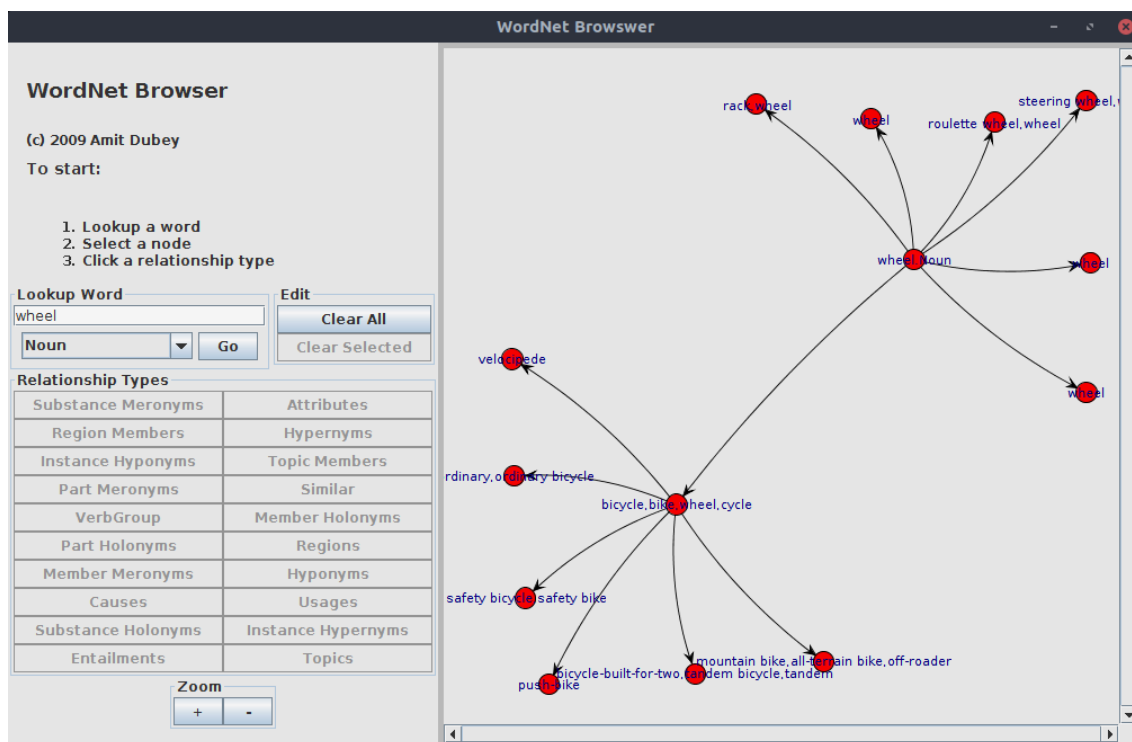 WordNet Browswer
WordNet Browser
(c) 2009 Amit Dubey
To start:
1. Lookup a word
2. Select a node
3. Click a relationship type
Lookup Word
wheel
Noun
Go
Edit
Clear All
Clear Selected
Relationship Types
Substance Meronyms
Attributes
Region Members
Hypernyms
Instance Hyponyms
Topic Members
Part Meronyms
Similar
VerbGroup
Member Holonyms
Part Holonyms
Regions
Member Meronyms
Hyponyms
Causes
Usages
Substance Holonyms
Instance Hypernyms
Entailments
Topics
Zoom
+
-
rack wheel
wheel
roulette wheel,wheel
steering wheel,
wheel,Noun
wheel
wheel
velocipede
rdinary,ordinary bicycle
bicycle,bike,wheel,cycle
safety bicycle,safety bike
push-bike
bicycle-built-for-two,tandem bicycle,tandem
mountain bike,all-terrain bike,off-roader